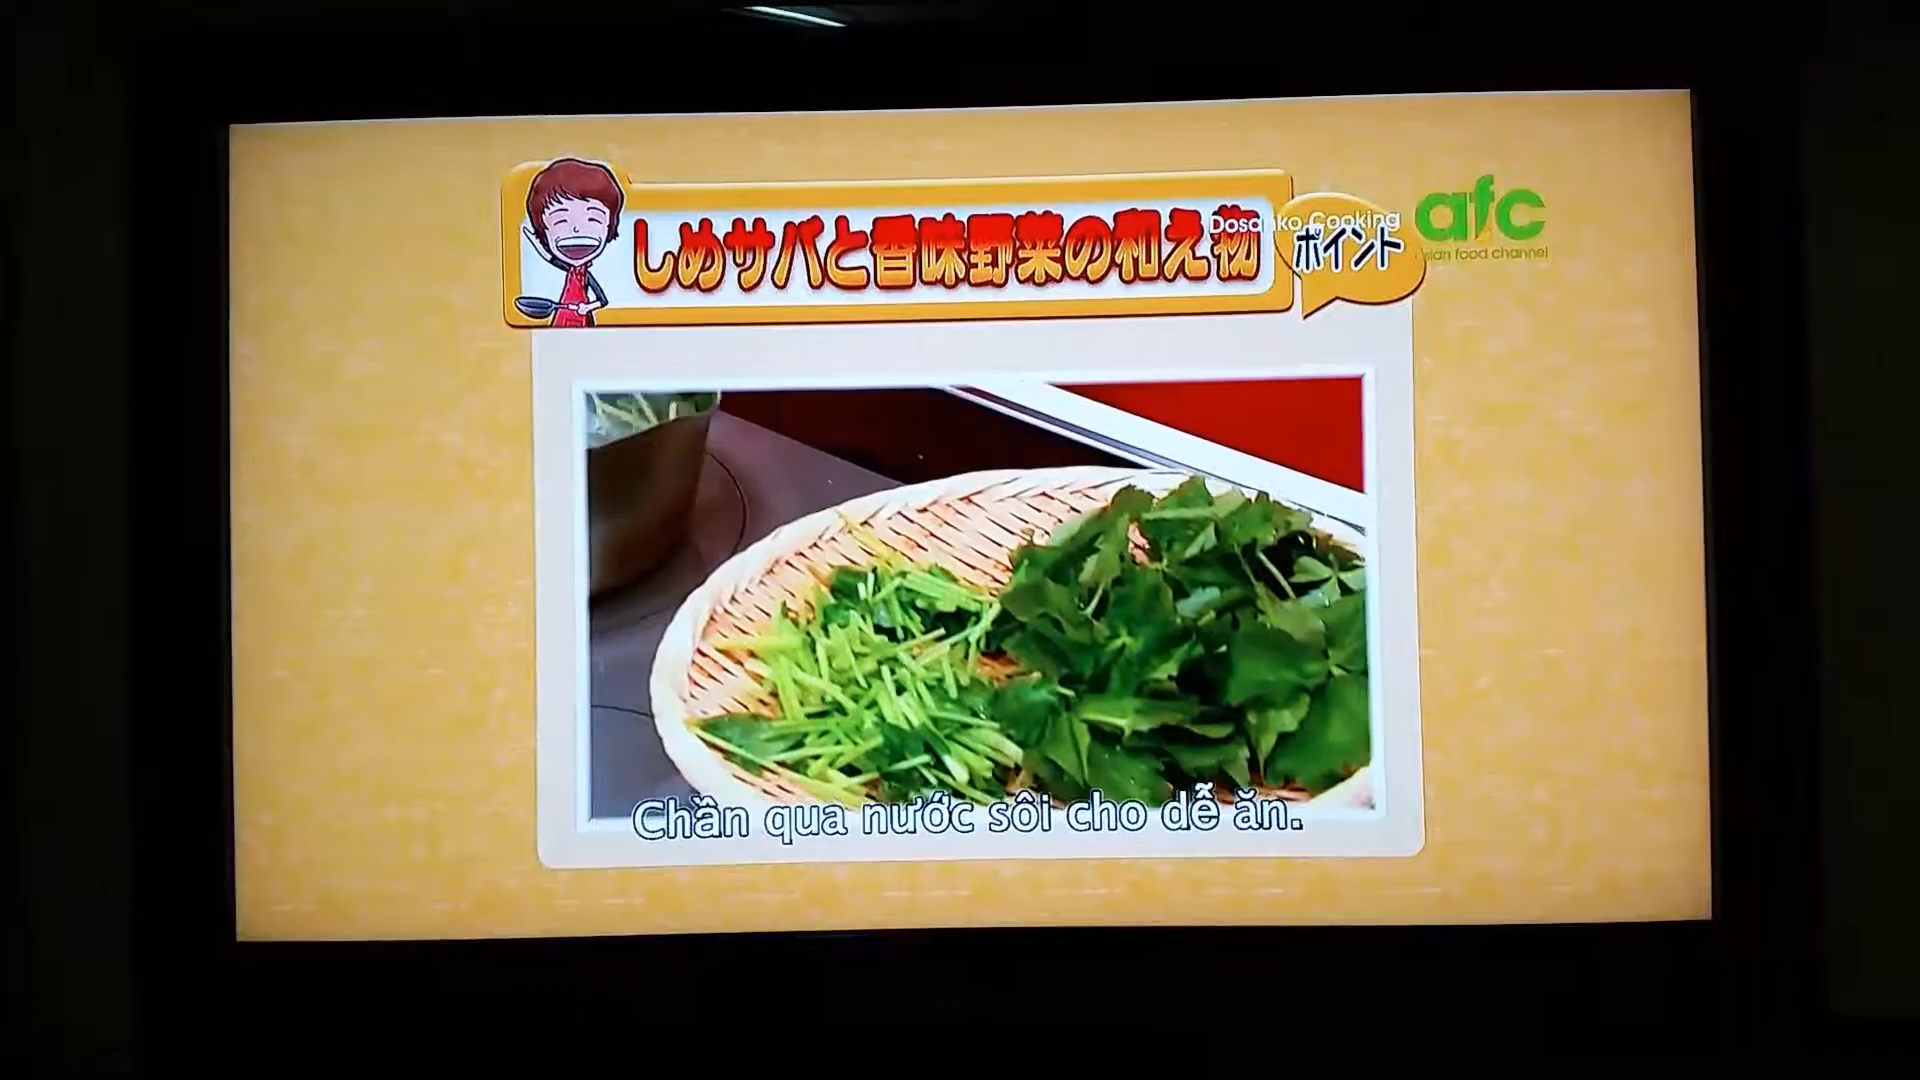 しめサバと香味野菜の和え物
ポイント
Dosanko Cooking
afc
asian food channel
Chần qua nước sôi cho dễ ăn.